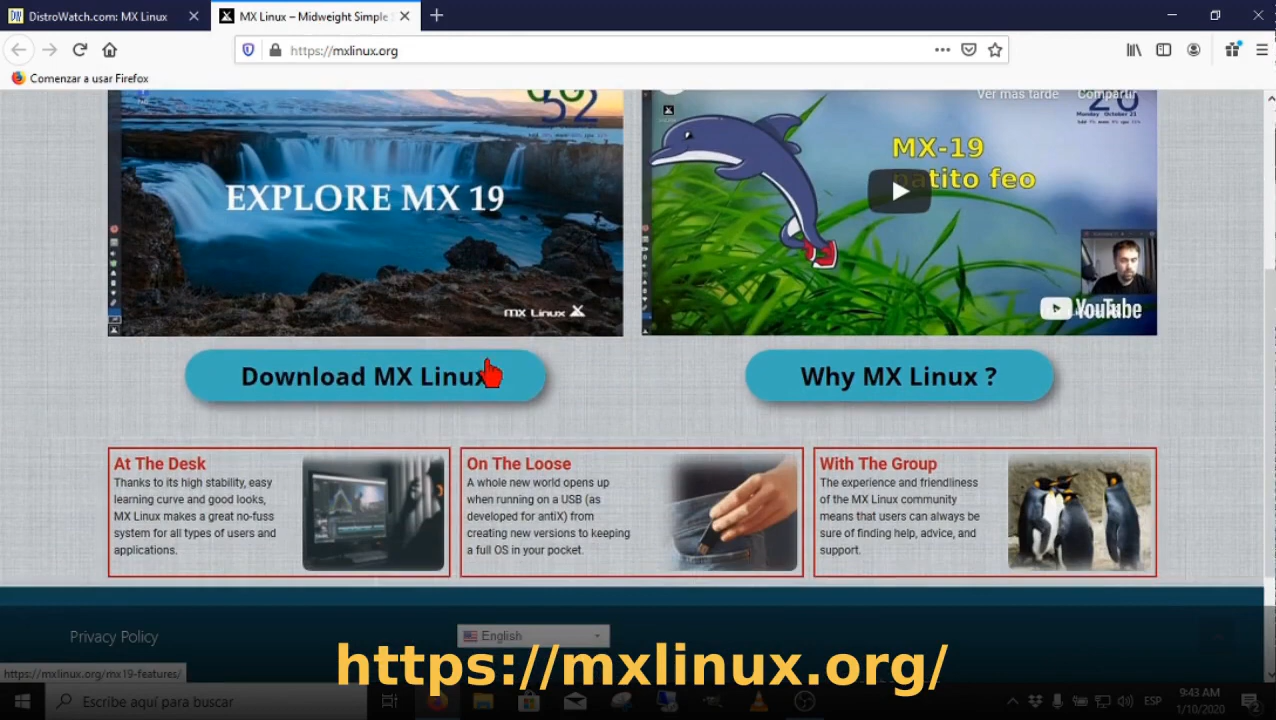 DistroWatch.com: MX Linux
MX Linux – Midweight Simple
https://mxlinux.org
Comenzar a usar Firefox
EXPLORE MX 19
MX Linux
Ver más tarde
Compartir
Monday October 21
MX-19
patito feo
YouTube
Download MX Linux
Why MX Linux ?
At The Desk
Thanks to its high stability, easy
learning curve and good looks,
MX Linux makes a great no-fuss
system for all types of users and
applications.
On The Loose
A whole new world opens up
when running on a USB (as
developed for antiX) from
creating new versions to keeping
a full OS in your pocket.
With The Group
The experience and friendliness
of the MX Linux community
means that users can always be
sure of finding help, advice, and
support.
Privacy Policy
English
https://mxlinux.org/
https://mxlinux.org/mx19-features/
Escribe aquí para buscar
ESP
9:43 AM
1/10/2020